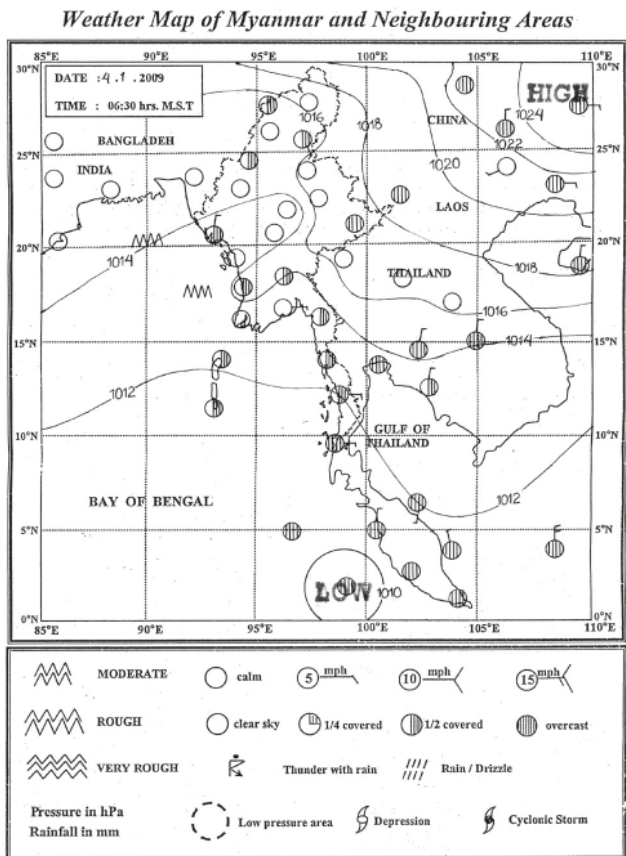 Weather Map of Myanmar and Neighbouring Areas
85°E 90°E 95°E 100°E 105°E 110°E
30°N 30°N
DATE : 4.1.2009
TIME : 06:30 hrs. M.S.T
HIGH
1024
1016
1018
CHINA
1022
BANGLADEH
1020
25°N 25°N
INDIA
LAOS
20°N 20°N
1014
1018
THAILAND
1016
15°N 15°N
1014
1012
10°N 10°N
GULF OF
THAILAND
1012
BAY OF BENGAL
5°N 5°N
LOW
1010
0°N 0°N
85°E 90°E 95°E 100°E 105°E 110°E
MODERATE calm 5 mph 10 mph 15 mph
ROUGH clear sky 1/4 covered 1/2 covered overcast
VERY ROUGH Thunder with rain Rain / Drizzle
Pressure in hPa
Rainfall in mm
Low pressure area Depression Cyclonic Storm